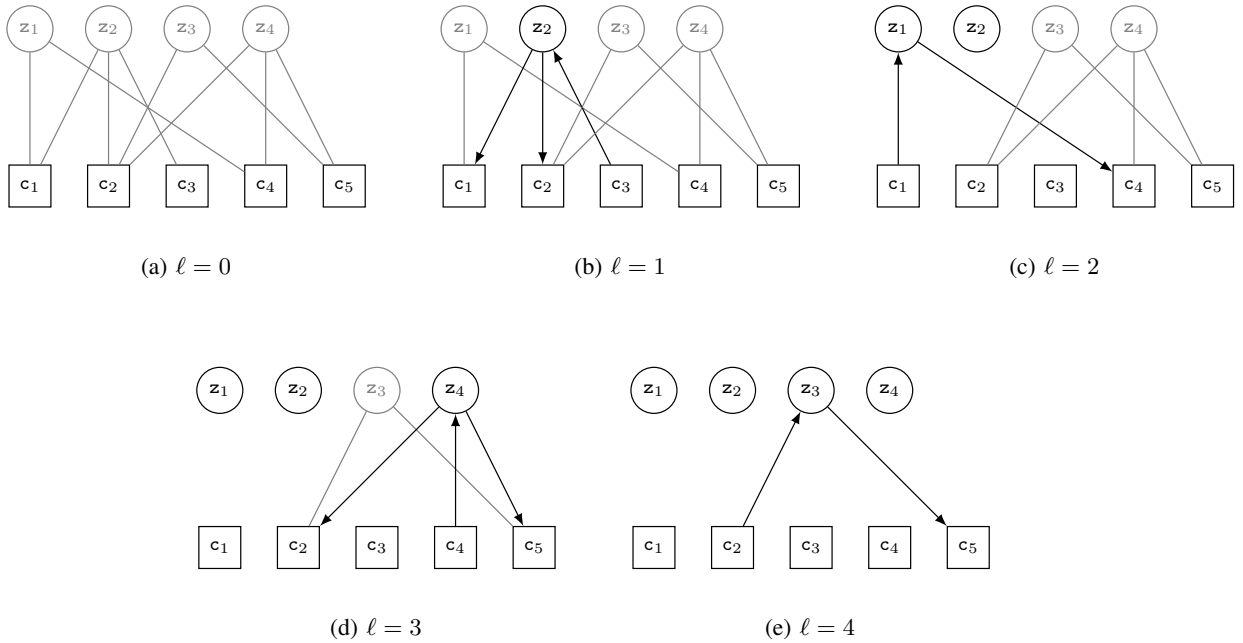 z₁ z₂ z₃ z₄
c₁ c₂ c₃ c₄ c₅
(a) ℓ = 0
z₁ z₂ z₃ z₄
c₁ c₂ c₃ c₄ c₅
(b) ℓ = 1
z₁ z₂ z₃ z₄
c₁ c₂ c₃ c₄ c₅
(c) ℓ = 2
z₁ z₂ z₃ z₄
c₁ c₂ c₃ c₄ c₅
(d) ℓ = 3
z₁ z₂ z₃ z₄
c₁ c₂ c₃ c₄ c₅
(e) ℓ = 4